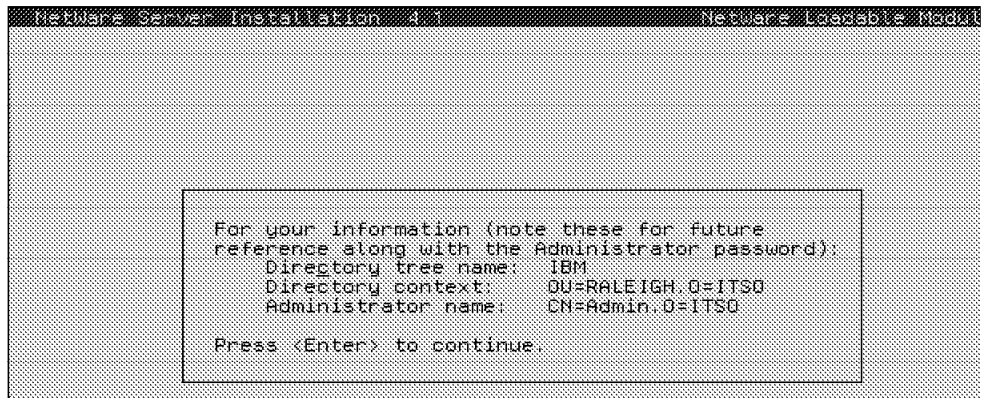 NetWare Server Installation 4.1 NetWare Loadable Modul
For your information (note these for future
reference along with the Administrator password):
Directory tree name: IBM
Directory context: OU=RALEIGH.O=ITSO
Administrator name: CN=Admin.O=ITSO
Press <Enter> to continue.